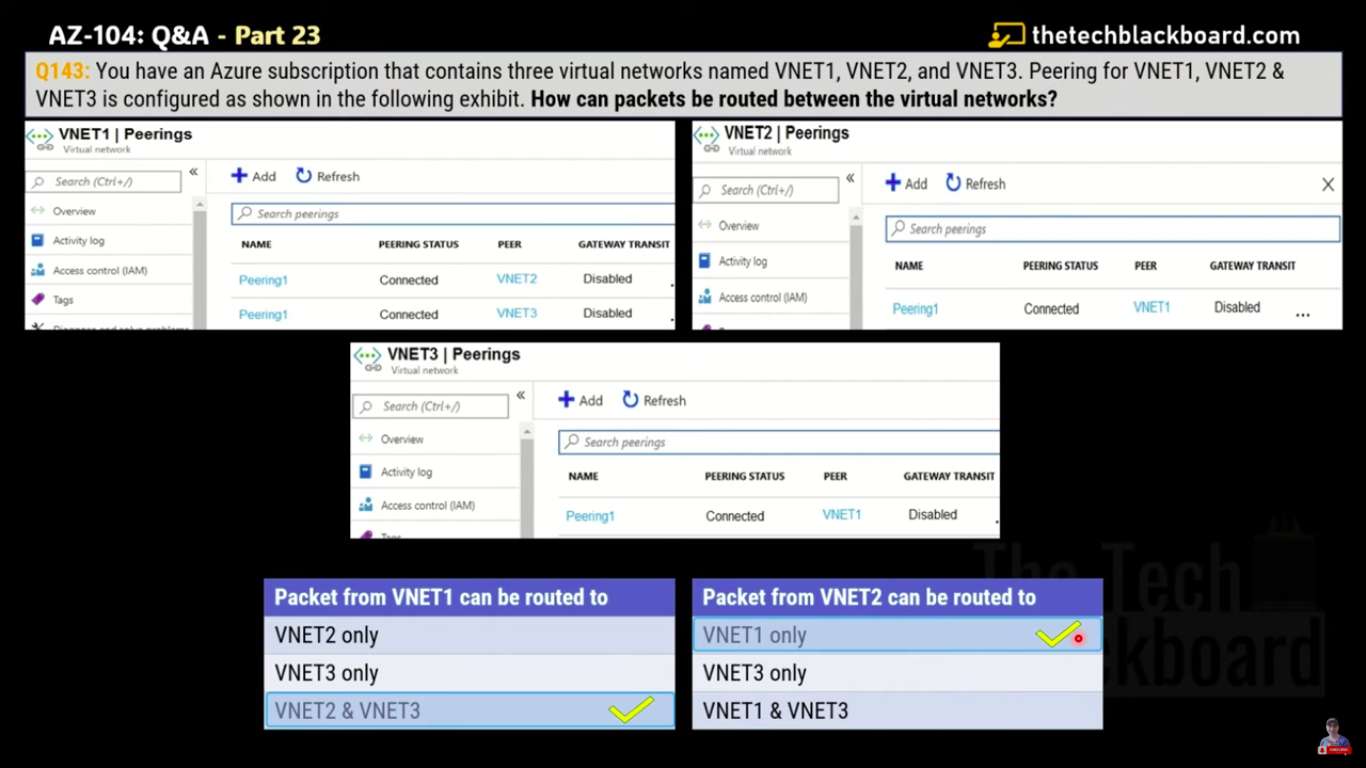 AZ-104: Q&A - Part 23
thetechblackboard.com
Q143: You have an Azure subscription that contains three virtual networks named VNET1, VNET2, and VNET3. Peering for VNET1, VNET2 &
VNET3 is configured as shown in the following exhibit. How can packets be routed between the virtual networks?
VNET1 | Peerings
Virtual network
Search (Ctrl+/)
«
Add Refresh
Overview
Activity log
Access control (IAM)
Tags
Diagnose and solve problems
Search peerings
NAME PEERING STATUS PEER GATEWAY TRANSIT
Peering1 Connected VNET2 Disabled
Peering1 Connected VNET3 Disabled
VNET2 | Peerings
Virtual network
Search (Ctrl+/)
«
Add Refresh
Overview
Activity log
Access control (IAM)
Search peerings
NAME PEERING STATUS PEER GATEWAY TRANSIT
Peering1 Connected VNET1 Disabled ...
VNET3 | Peerings
Virtual network
Search (Ctrl+/)
«
Add Refresh
Overview
Activity log
Access control (IAM)
Tags
Search peerings
NAME PEERING STATUS PEER GATEWAY TRANSIT
Peering1 Connected VNET1 Disabled
Packet from VNET1 can be routed to
VNET2 only
VNET3 only
VNET2 & VNET3
Packet from VNET2 can be routed to
VNET1 only
VNET3 only
VNET1 & VNET3
The Tech
ckboard